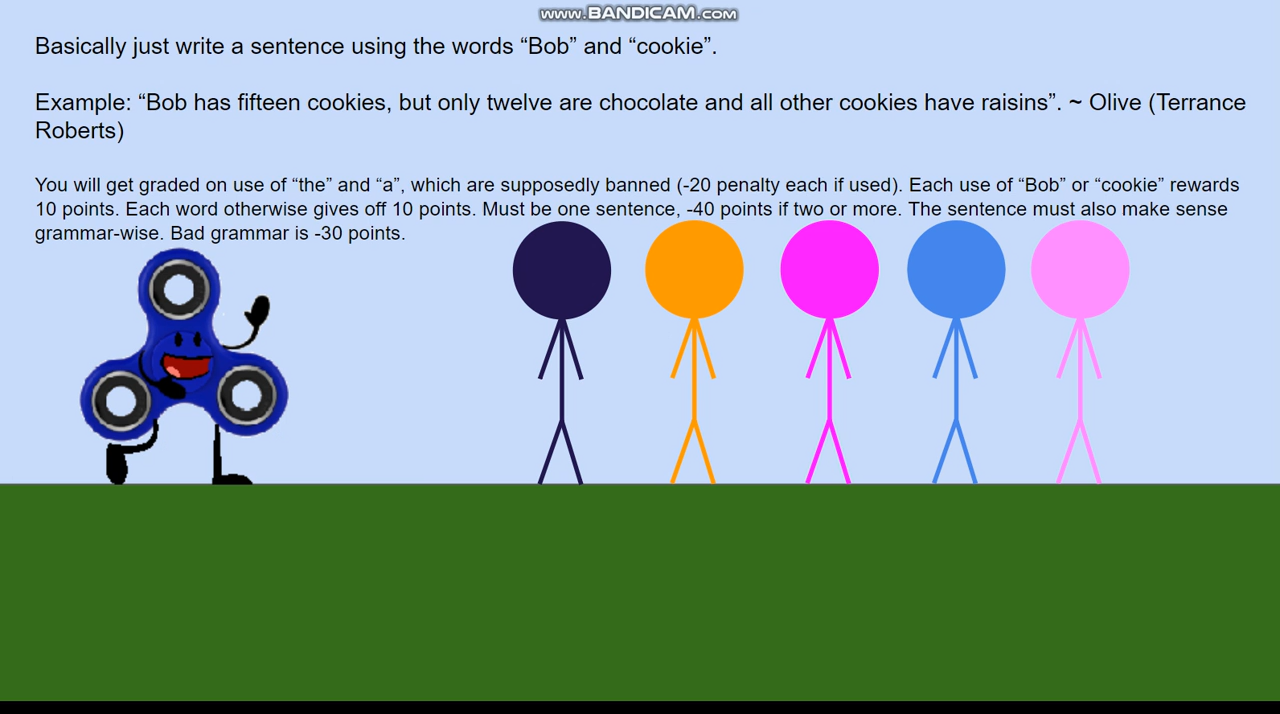 www.BANDICAM.com
Basically just write a sentence using the words “Bob” and “cookie”.
Example: “Bob has fifteen cookies, but only twelve are chocolate and all other cookies have raisins”. ~ Olive (Terrance
Roberts)
You will get graded on use of “the” and “a”, which are supposedly banned (-20 penalty each if used). Each use of “Bob” or “cookie” rewards
10 points. Each word otherwise gives off 10 points. Must be one sentence, -40 points if two or more. The sentence must also make sense
grammar-wise. Bad grammar is -30 points.